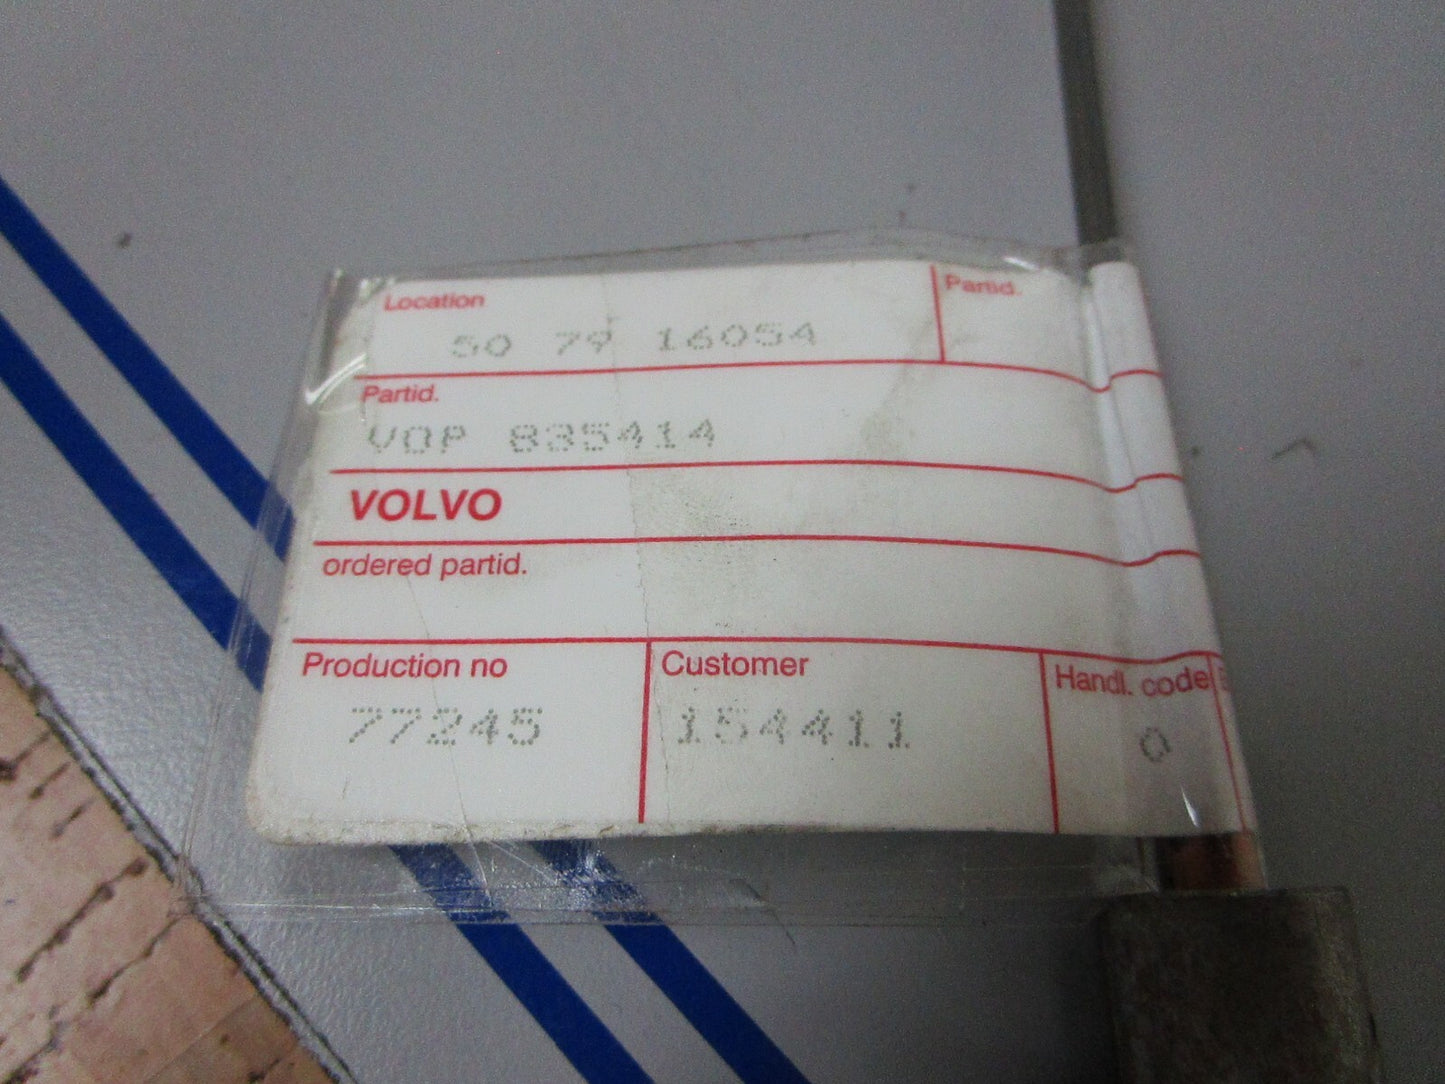 Location
Partid.
50 79 16054
Partid.
VOP 835414
VOLVO
ordered partid.
Production no
Customer
Handl. code
77245
154411
0